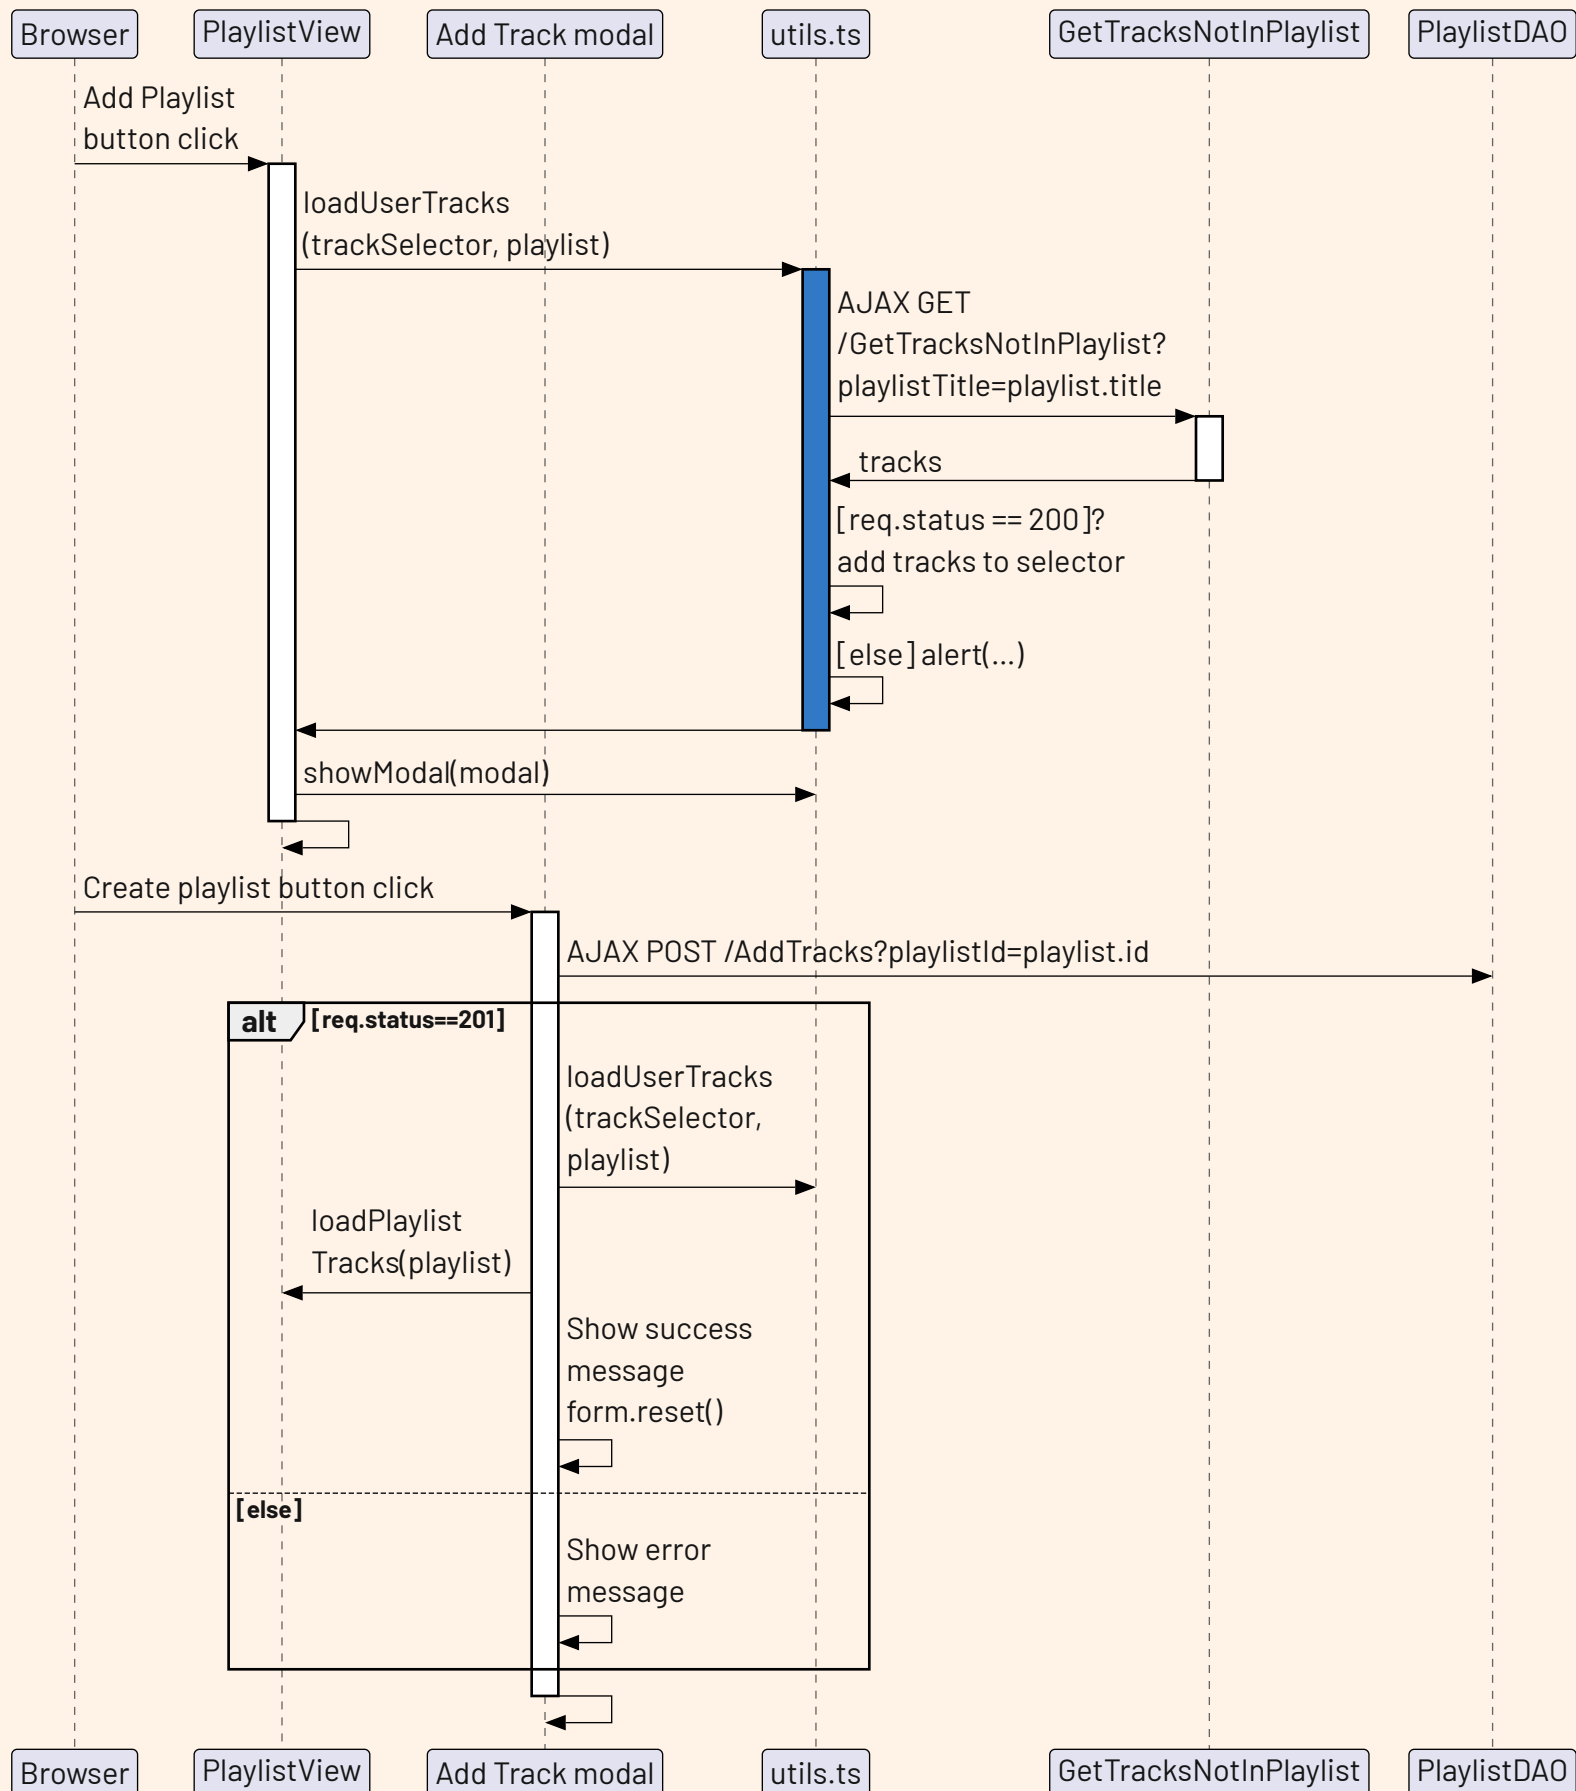 Browser
PlaylistView
Add Track modal
utils.ts
GetTracksNotInPlaylist
PlaylistDAO
Add Playlist
button click
loadUserTracks
(trackSelector, playlist)
AJAX GET
/GetTracksNotInPlaylist?
playlistTitle=playlist.title
tracks
[req.status == 200]?
add tracks to selector
[else] alert(...)
showModal(modal)
Create playlist button click
AJAX POST /AddTracks?playlistId=playlist.id
alt
[req.status==201]
loadUserTracks
(trackSelector,
playlist)
loadPlaylist
Tracks(playlist)
Show success
message
form.reset()
[else]
Show error
message
Browser
PlaylistView
Add Track modal
utils.ts
GetTracksNotInPlaylist
PlaylistDAO